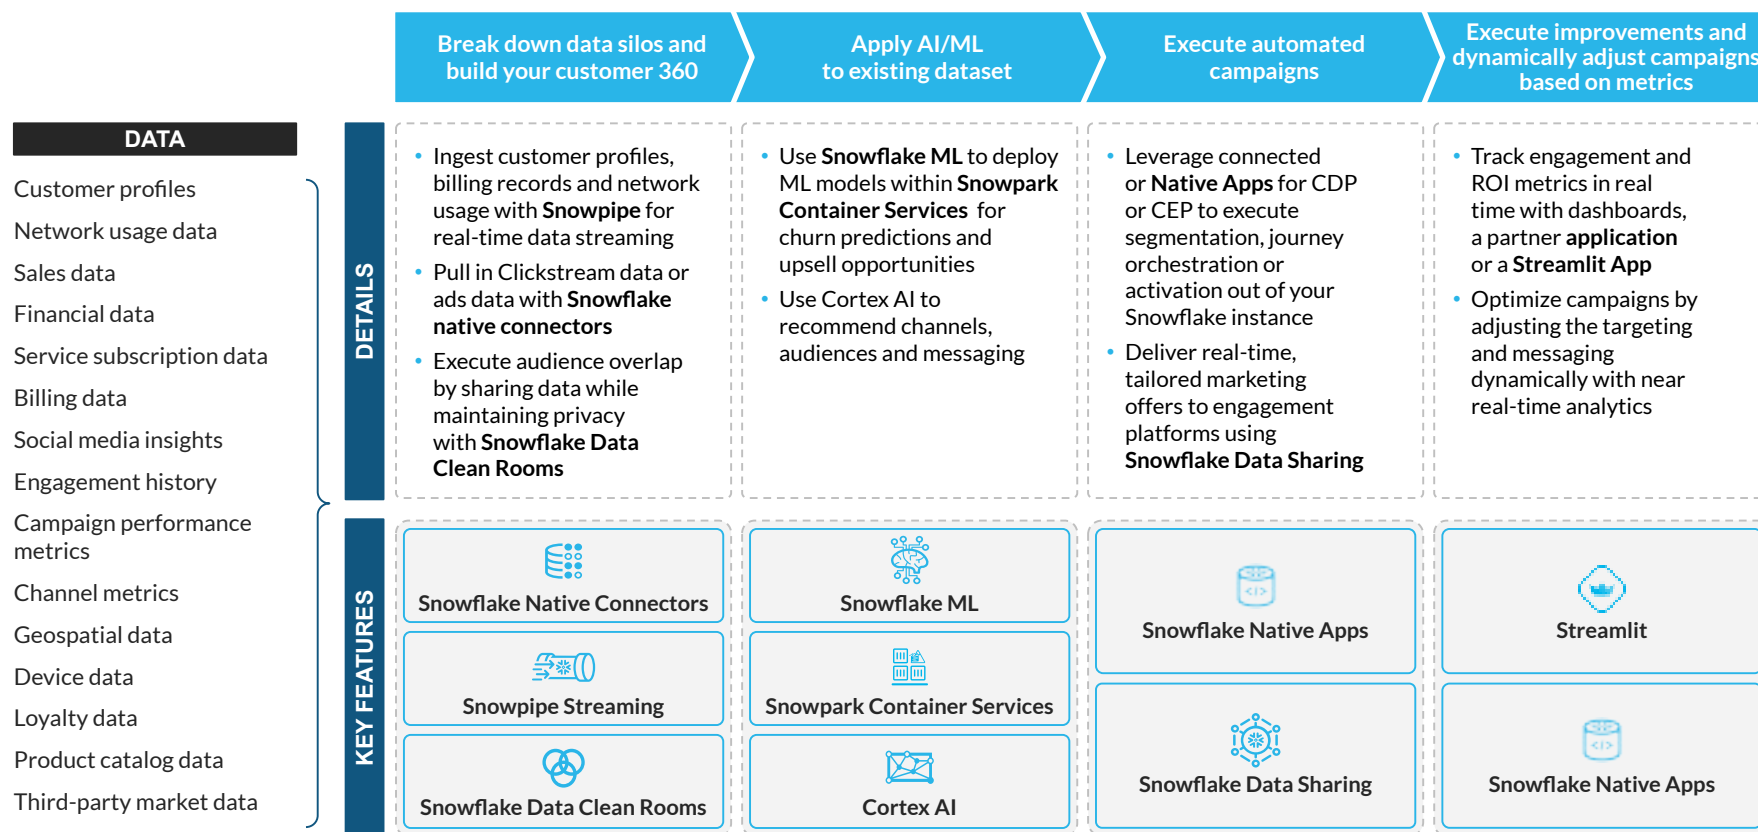 Break down data silos and
build your customer 360
Apply AI/ML
to existing dataset
Execute automated
campaigns
Execute improvements and
dynamically adjust campaigns
based on metrics
DATA
Customer profiles
Network usage data
Sales data
Financial data
Service subscription data
Billing data
Social media insights
Engagement history
Campaign performance
metrics
Channel metrics
Geospatial data
Device data
Loyalty data
Product catalog data
Third-party market data
DETAILS
• Ingest customer profiles,
billing records and network
usage with Snowpipe for
real-time data streaming
• Pull in Clickstream data or
ads data with Snowflake
native connectors
• Execute audience overlap
by sharing data while
maintaining privacy
with Snowflake Data
Clean Rooms
• Use Snowflake ML to deploy
ML models within Snowpark
Container Services for
churn predictions and
upsell opportunities
• Use Cortex AI to
recommend channels,
audiences and messaging
• Leverage connected
or Native Apps for CDP
or CEP to execute
segmentation, journey
orchestration or
activation out of your
Snowflake instance
• Deliver real-time,
tailored marketing
offers to engagement
platforms using
Snowflake Data Sharing
• Track engagement and
ROI metrics in real
time with dashboards,
a partner application
or a Streamlit App
• Optimize campaigns by
adjusting the targeting
and messaging
dynamically with near
real-time analytics
KEY FEATURES
Snowflake Native Connectors
Snowpipe Streaming
Snowflake Data Clean Rooms
Snowflake ML
Snowpark Container Services
Cortex AI
Snowflake Native Apps
Snowflake Data Sharing
Streamlit
Snowflake Native Apps